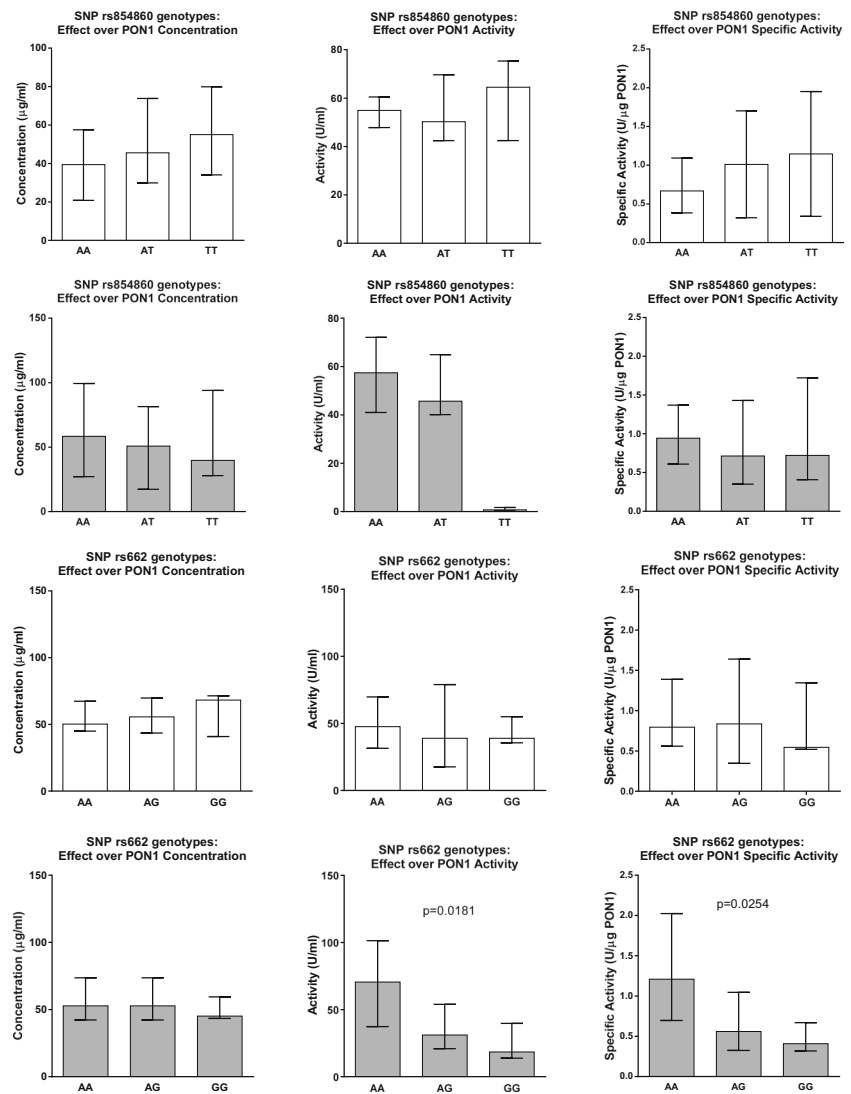 SNP rs854860 genotypes:
Effect over PON1 Concentration
Concentration (µg/ml)
100
80
60
40
20
0
AA AT TT
SNP rs854860 genotypes:
Effect over PON1 Activity
Activity (U/ml)
80
60
40
20
0
AA AT TT
SNP rs854860 genotypes:
Effect over PON1 Specific Activity
Specific Activity (U/µg PON1)
2.5
2.0
1.5
1.0
0.5
0.0
AA AT TT
SNP rs854860 genotypes:
Effect over PON1 Concentration
Concentration (µg/ml)
150
100
50
0
AA AT TT
SNP rs854860 genotypes:
Effect over PON1 Activity
Activity (U/ml)
80
60
40
20
0
AA AT TT
SNP rs854860 genotypes:
Effect over PON1 Specific Activity
Specific Activity (U/µg PON1)
2.5
2.0
1.5
1.0
0.5
0.0
AA AT TT
SNP rs662 genotypes:
Effect over PON1 Concentration
Concentration (µg/ml)
150
100
50
0
AA AG GG
SNP rs662 genotypes:
Effect over PON1 Activity
Activity (U/ml)
150
100
50
0
AA AG GG
SNP rs662 genotypes:
Effect over PON1 Specific Activity
Specific Activity (U/µg PON1)
2.5
2.0
1.5
1.0
0.5
0.0
AA AG GG
SNP rs662 genotypes:
Effect over PON1 Concentration
Concentration (µg/ml)
150
100
50
0
AA AG GG
SNP rs662 genotypes:
Effect over PON1 Activity
p=0.0181
Activity (U/ml)
150
100
50
0
AA AG GG
SNP rs662 genotypes:
Effect over PON1 Specific Activity
p=0.0254
Specific Activity (U/µg PON1)
2.5
2.0
1.5
1.0
0.5
0.0
AA AG GG